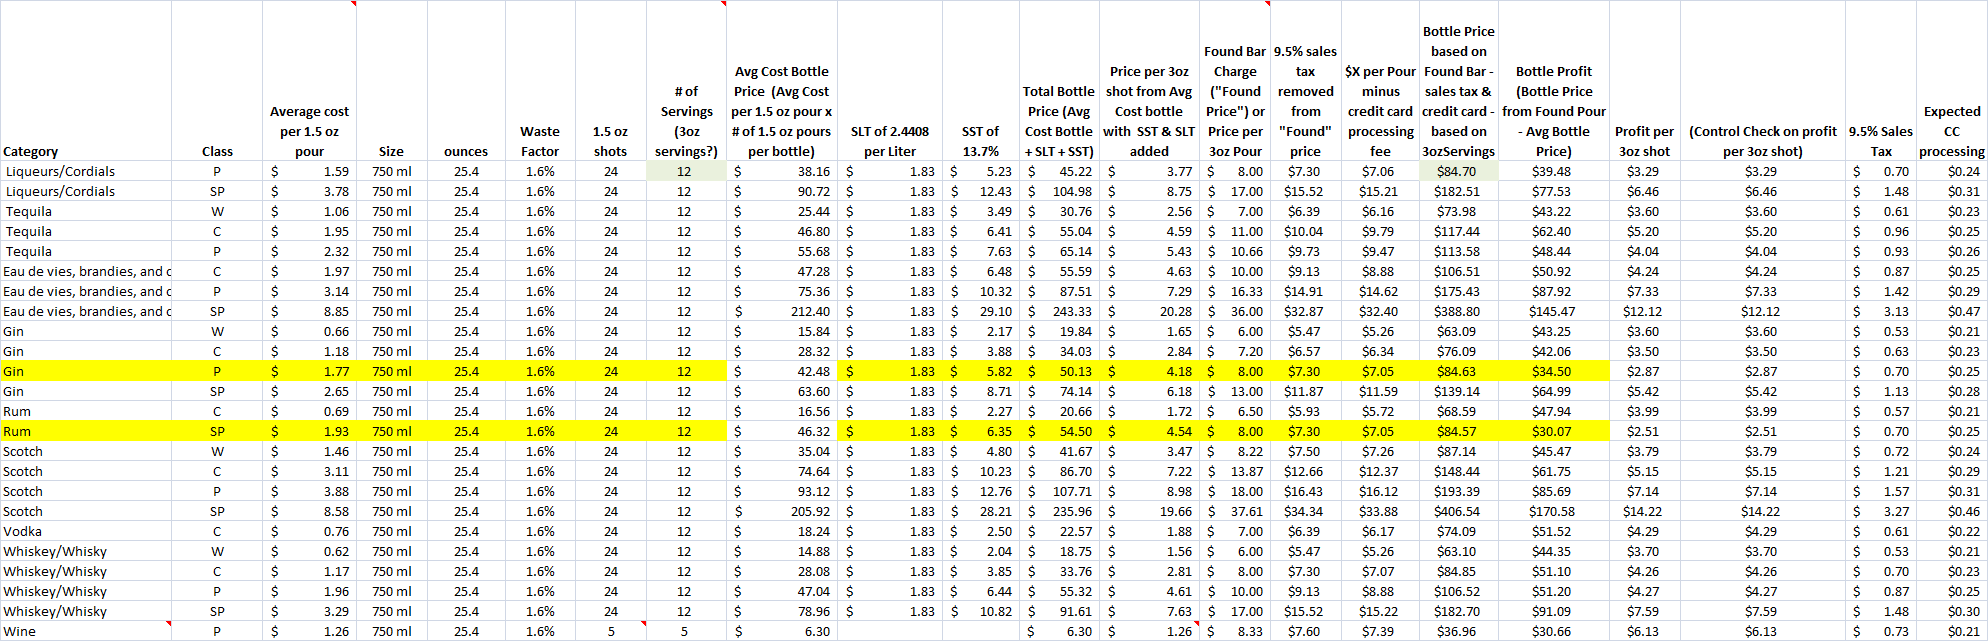 Category Class Average cost per 1.5 oz pour Size ounces Waste Factor 1.5 oz shots # of Servings (3oz servings?) Avg Cost Bottle Price (Avg Cost per 1.5 oz pour x # of 1.5 oz pours per bottle) SLT of 2.4408 per Liter SST of 13.7% Total Bottle Price (Avg Cost Bottle + SLT + SST) Price per 3oz shot from Avg Cost bottle with SST & SLT added Found Bar Charge ("Found Price") or Price per 3oz Pour 9.5% sales tax removed from "Found" price $X per Pour minus credit card processing fee Bottle Price based on Found Bar - sales tax & credit card - based on 3ozServings Bottle Profit (Bottle Price from Found Pour - Avg Bottle Price) Profit per 3oz shot (Control Check on profit per 3oz shot) 9.5% Sales Tax Expected CC processing
Liqueurs/Cordials P $ 1.59 750 ml 25.4 1.6% 24 12 $ 38.16 $ 1.83 $ 5.23 $ 45.22 $ 3.77 $ 8.00 $7.30 $7.06 $84.70 $39.48 $3.29 $3.29 $ 0.70 $0.24
Liqueurs/Cordials SP $ 3.78 750 ml 25.4 1.6% 24 12 $ 90.72 $ 1.83 $ 12.43 $ 104.98 $ 8.75 $ 17.00 $15.52 $15.21 $182.51 $77.53 $6.46 $6.46 $ 1.48 $0.31
Tequila W $ 1.06 750 ml 25.4 1.6% 24 12 $ 25.44 $ 1.83 $ 3.49 $ 30.76 $ 2.56 $ 7.00 $6.39 $6.16 $73.98 $43.22 $3.60 $3.60 $ 0.61 $0.23
Tequila C $ 1.95 750 ml 25.4 1.6% 24 12 $ 46.80 $ 1.83 $ 6.41 $ 55.04 $ 4.59 $ 11.00 $10.04 $9.79 $117.44 $62.40 $5.20 $5.20 $ 0.96 $0.25
Tequila P $ 2.32 750 ml 25.4 1.6% 24 12 $ 55.68 $ 1.83 $ 7.63 $ 65.14 $ 5.43 $ 10.66 $9.73 $9.47 $113.58 $48.44 $4.04 $4.04 $ 0.93 $0.26
Eau de vies, brandies, and c C $ 1.97 750 ml 25.4 1.6% 24 12 $ 47.28 $ 1.83 $ 6.48 $ 55.59 $ 4.63 $ 10.00 $9.13 $8.88 $106.51 $50.92 $4.24 $4.24 $ 0.87 $0.25
Eau de vies, brandies, and c P $ 3.14 750 ml 25.4 1.6% 24 12 $ 75.36 $ 1.83 $ 10.32 $ 87.51 $ 7.29 $ 16.33 $14.91 $14.62 $175.43 $87.92 $7.33 $7.33 $ 1.42 $0.29
Eau de vies, brandies, and c SP $ 8.85 750 ml 25.4 1.6% 24 12 $ 212.40 $ 1.83 $ 29.10 $ 243.33 $ 20.28 $ 36.00 $32.87 $32.40 $388.80 $145.47 $12.12 $12.12 $ 3.13 $0.47
Gin W $ 0.66 750 ml 25.4 1.6% 24 12 $ 15.84 $ 1.83 $ 2.17 $ 19.84 $ 1.65 $ 6.00 $5.47 $5.26 $63.09 $43.25 $3.60 $3.60 $ 0.53 $0.21
Gin C $ 1.18 750 ml 25.4 1.6% 24 12 $ 28.32 $ 1.83 $ 3.88 $ 34.03 $ 2.84 $ 7.20 $6.57 $6.34 $76.09 $42.06 $3.50 $3.50 $ 0.63 $0.23
Gin P $ 1.77 750 ml 25.4 1.6% 24 12 $ 42.48 $ 1.83 $ 5.82 $ 50.13 $ 4.18 $ 8.00 $7.30 $7.05 $84.63 $34.50 $2.87 $2.87 $ 0.70 $0.25
Gin SP $ 2.65 750 ml 25.4 1.6% 24 12 $ 63.60 $ 1.83 $ 8.71 $ 74.14 $ 6.18 $ 13.00 $11.87 $11.59 $139.14 $64.99 $5.42 $5.42 $ 1.13 $0.28
Rum C $ 0.69 750 ml 25.4 1.6% 24 12 $ 16.56 $ 1.83 $ 2.27 $ 20.66 $ 1.72 $ 6.50 $5.93 $5.72 $68.59 $47.94 $3.99 $3.99 $ 0.57 $0.21
Rum SP $ 1.93 750 ml 25.4 1.6% 24 12 $ 46.32 $ 1.83 $ 6.35 $ 54.50 $ 4.54 $ 8.00 $7.30 $7.05 $84.57 $30.07 $2.51 $2.51 $ 0.70 $0.25
Scotch W $ 1.46 750 ml 25.4 1.6% 24 12 $ 35.04 $ 1.83 $ 4.80 $ 41.67 $ 3.47 $ 8.22 $7.50 $7.26 $87.14 $45.47 $3.79 $3.79 $ 0.72 $0.24
Scotch C $ 3.11 750 ml 25.4 1.6% 24 12 $ 74.64 $ 1.83 $ 10.23 $ 86.70 $ 7.22 $ 13.87 $12.66 $12.37 $148.44 $61.75 $5.15 $5.15 $ 1.21 $0.29
Scotch P $ 3.88 750 ml 25.4 1.6% 24 12 $ 93.12 $ 1.83 $ 12.76 $ 107.71 $ 8.98 $ 18.00 $16.43 $16.12 $193.39 $85.69 $7.14 $7.14 $ 1.57 $0.31
Scotch SP $ 8.58 750 ml 25.4 1.6% 24 12 $ 205.92 $ 1.83 $ 28.21 $ 235.96 $ 19.66 $ 37.61 $34.34 $33.88 $406.54 $170.58 $14.22 $14.22 $ 3.27 $0.46
Vodka C $ 0.76 750 ml 25.4 1.6% 24 12 $ 18.24 $ 1.83 $ 2.50 $ 22.57 $ 1.88 $ 7.00 $6.39 $6.17 $74.09 $51.52 $4.29 $4.29 $ 0.61 $0.22
Whiskey/Whisky W $ 0.62 750 ml 25.4 1.6% 24 12 $ 14.88 $ 1.83 $ 2.04 $ 18.75 $ 1.56 $ 6.00 $5.47 $5.26 $63.10 $44.35 $3.70 $3.70 $ 0.53 $0.21
Whiskey/Whisky C $ 1.17 750 ml 25.4 1.6% 24 12 $ 28.08 $ 1.83 $ 3.85 $ 33.76 $ 2.81 $ 8.00 $7.30 $7.07 $84.85 $51.10 $4.26 $4.26 $ 0.70 $0.23
Whiskey/Whisky P $ 1.96 750 ml 25.4 1.6% 24 12 $ 47.04 $ 1.83 $ 6.44 $ 55.32 $ 4.61 $ 10.00 $9.13 $8.88 $106.52 $51.20 $4.27 $4.27 $ 0.87 $0.25
Whiskey/Whisky SP $ 3.29 750 ml 25.4 1.6% 24 12 $ 78.96 $ 1.83 $ 10.82 $ 91.61 $ 7.63 $ 17.00 $15.52 $15.22 $182.70 $91.09 $7.59 $7.59 $ 1.48 $0.30
Wine P $ 1.26 750 ml 25.4 1.6% 5 5 $ 6.30 $ 6.30 $ 1.26 $ 8.33 $7.60 $7.39 $36.96 $30.66 $6.13 $6.13 $ 0.73 $0.21